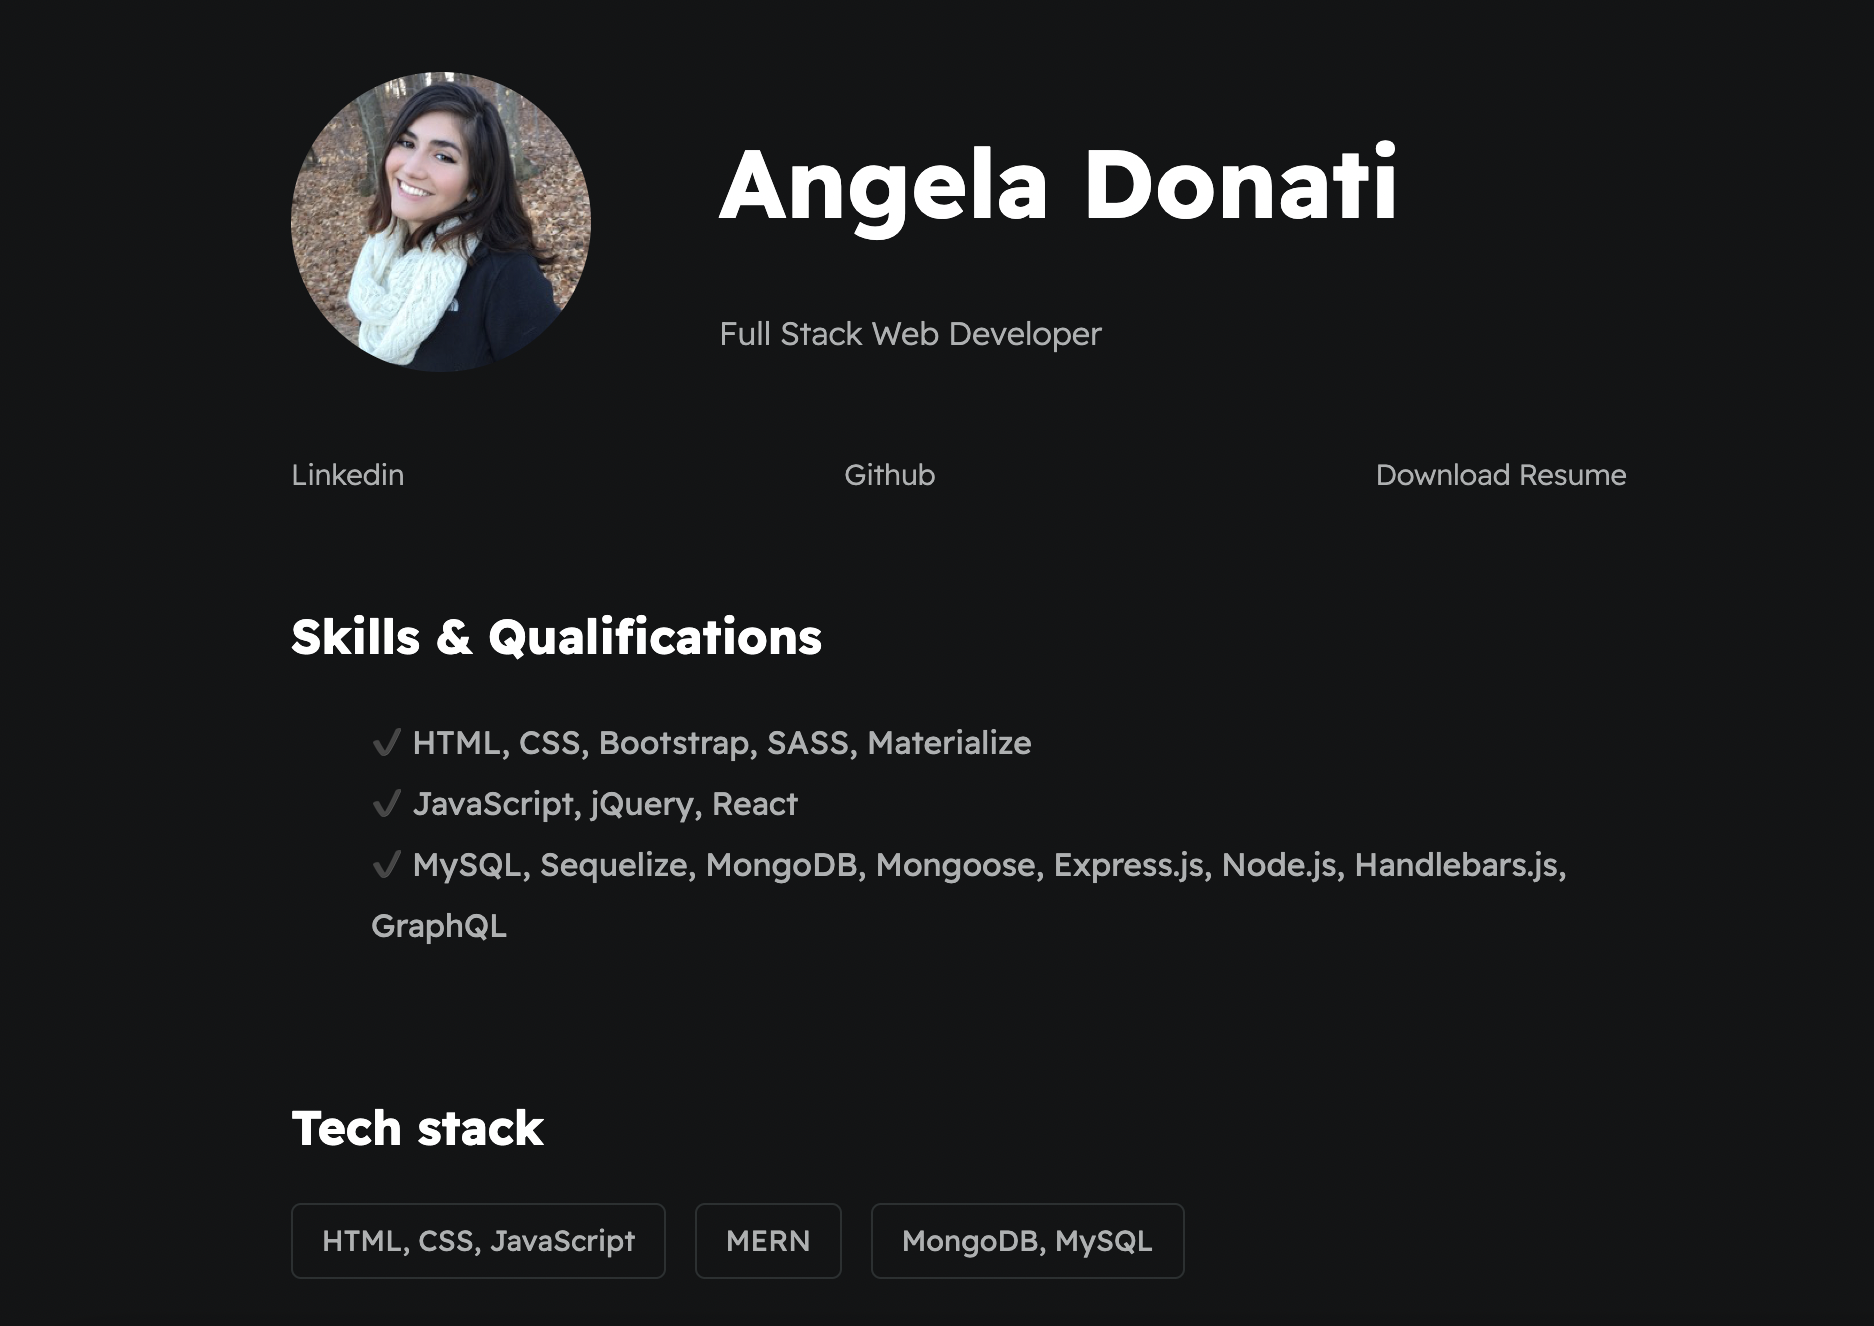 Angela Donati
Full Stack Web Developer
Linkedin
Github
Download Resume
Skills & Qualifications
✔ HTML, CSS, Bootstrap, SASS, Materialize
✔ JavaScript, jQuery, React
✔ MySQL, Sequelize, MongoDB, Mongoose, Express.js, Node.js, Handlebars.js,
GraphQL
Tech stack
HTML, CSS, JavaScript
MERN
MongoDB, MySQL